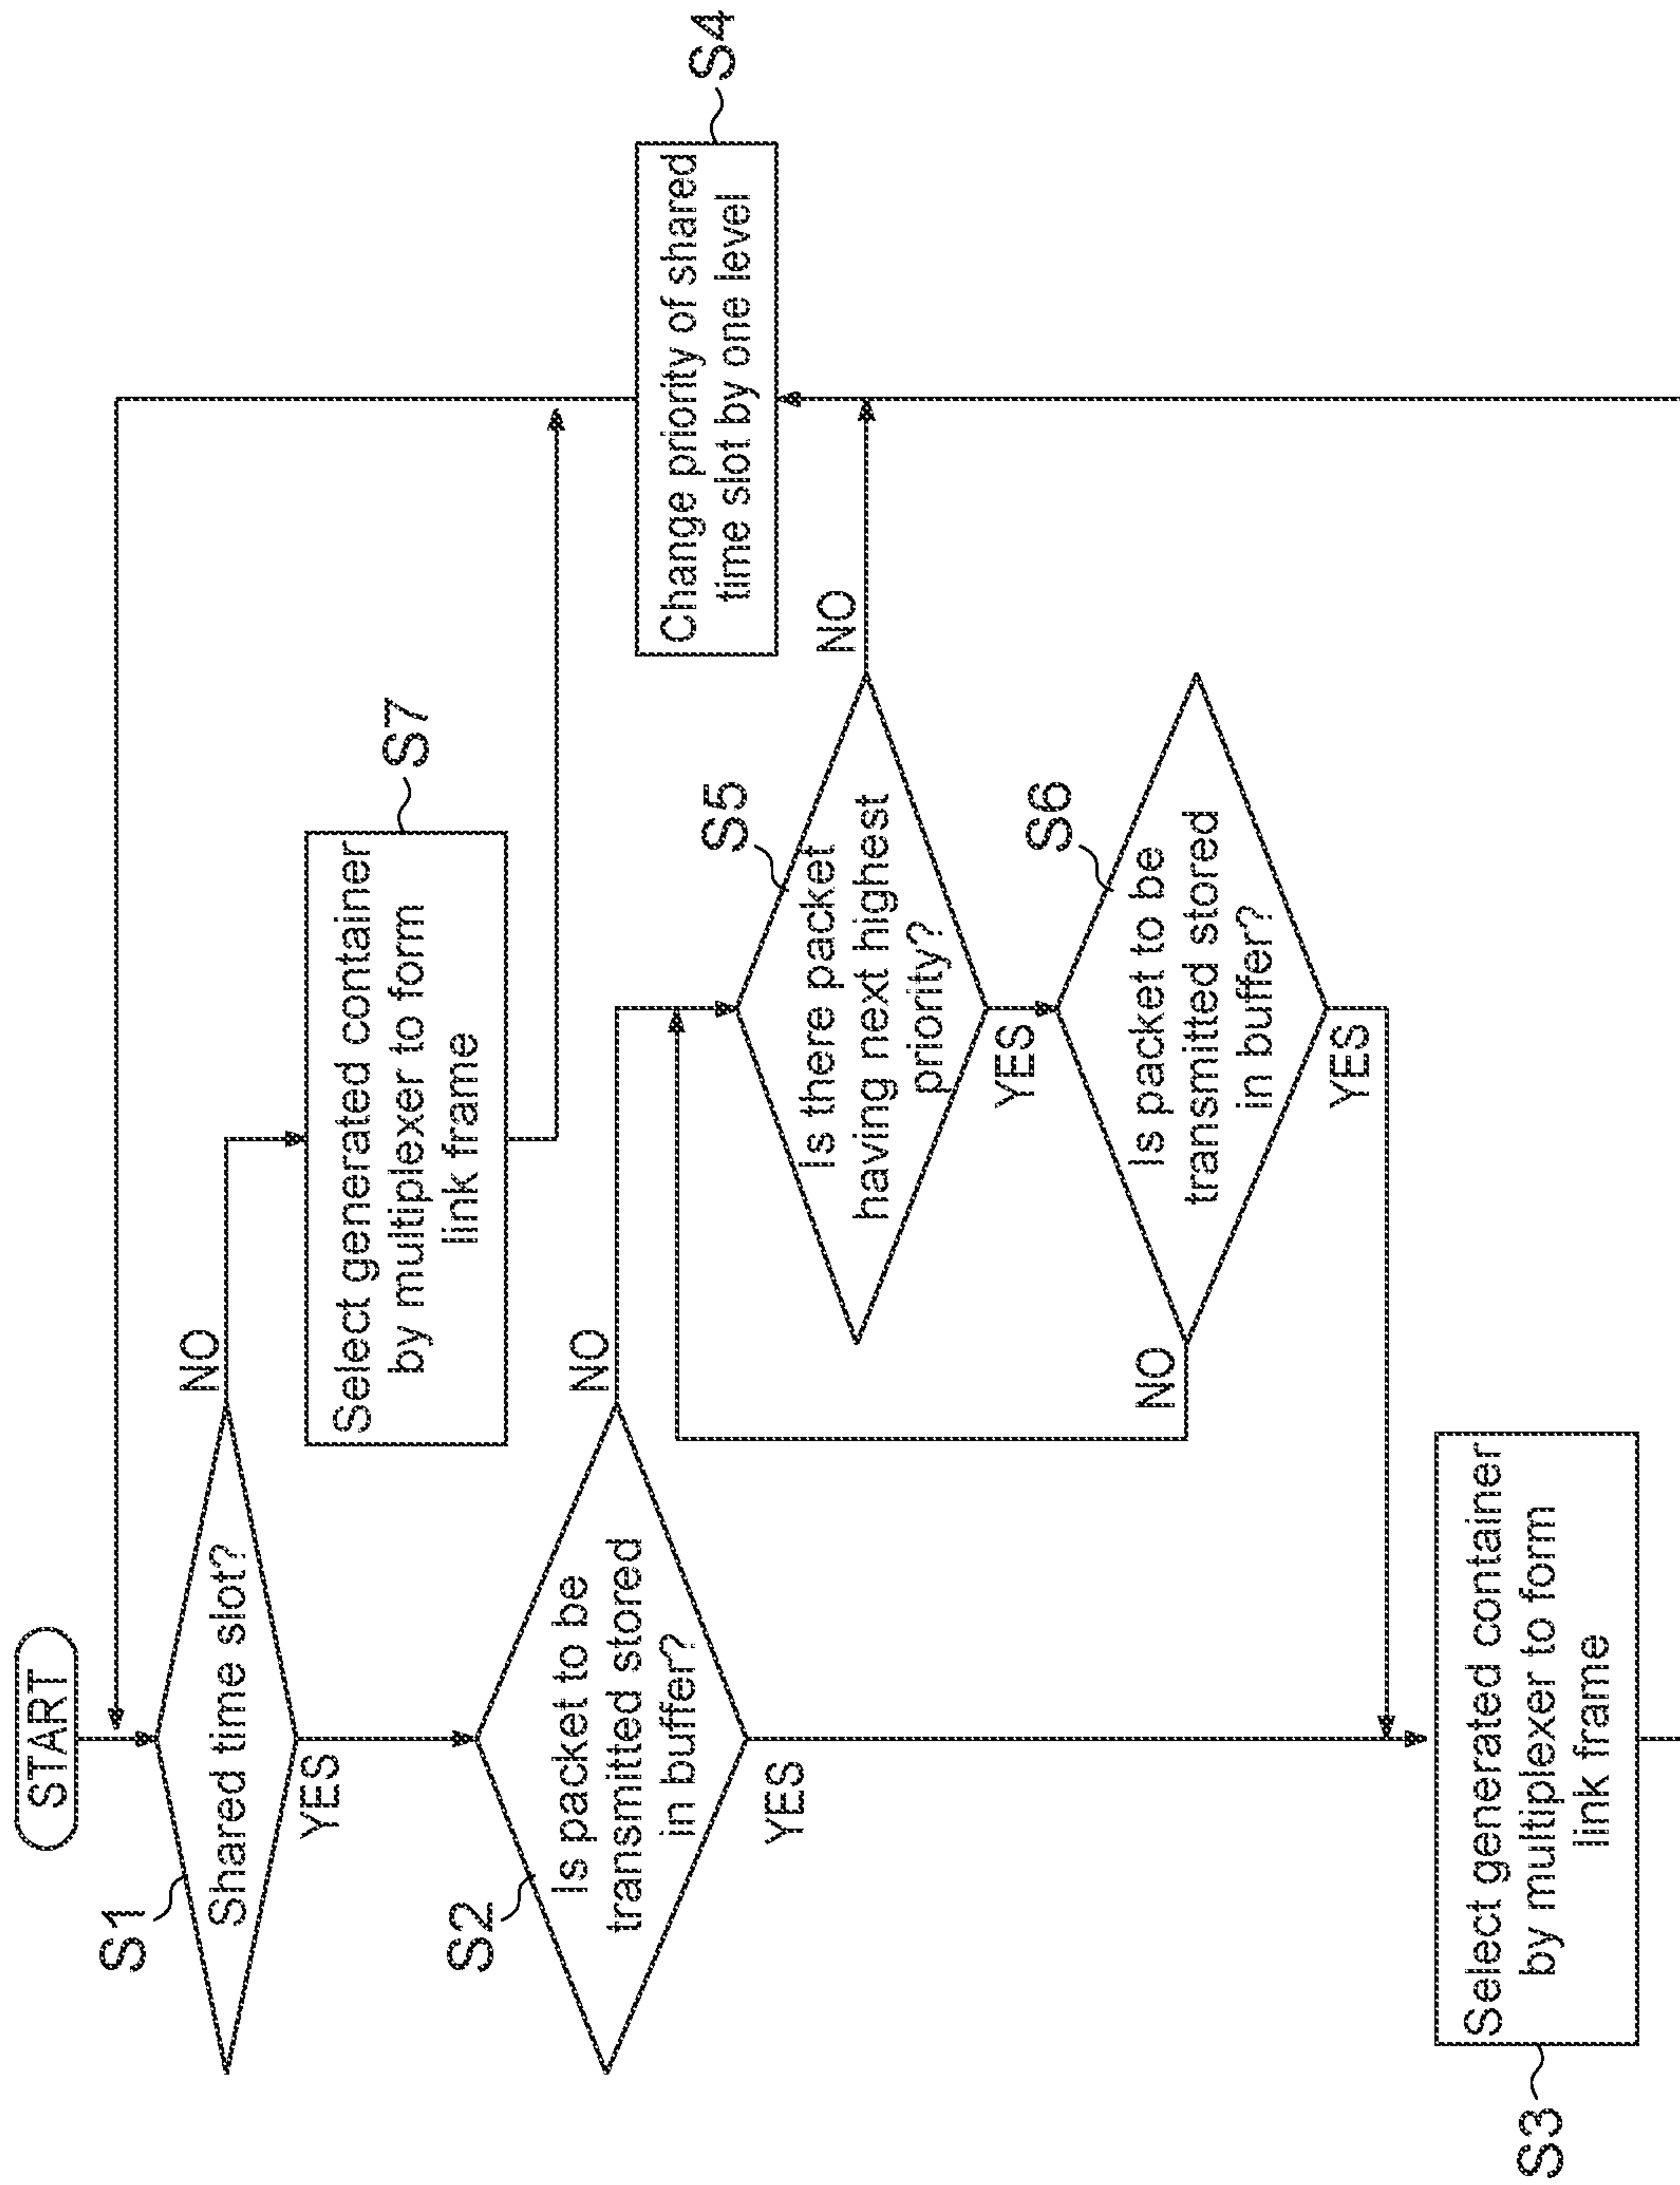 START
S1
Shared time slot?
NO
YES
S7
Select generated container
by multiplexer to form
link frame
S2
Is packet to be
transmitted stored
in buffer?
NO
YES
S4
Change priority of shared
time slot by one level
S5
Is there packet
having next highest
priority?
NO
YES
S6
Is packet to be
transmitted stored
in buffer?
NO
YES
S3
Select generated container
by multiplexer to form
link frame